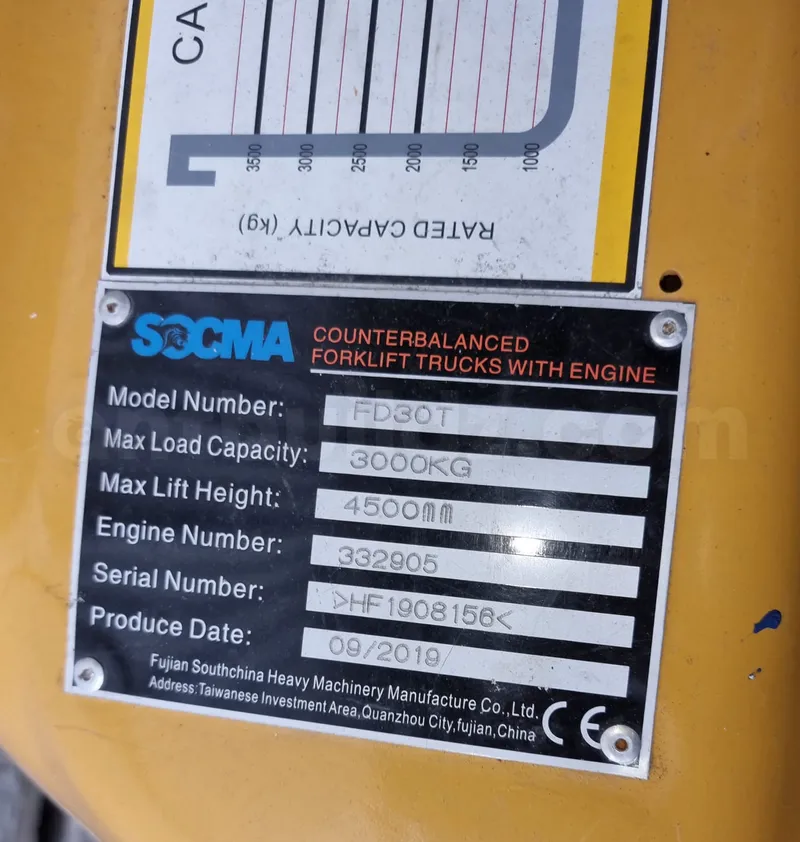 CA
3500
3000
2500
2000
1500
1000
RATED CAPACITY (kg)
SOCMA
COUNTERBALANCED
FORKLIFT TRUCKS WITH ENGINE
Model Number: FD30T
Max Load Capacity: 3000KG
Max Lift Height: 4500mm
Engine Number: 332905
Serial Number: >HF1908156<
Produce Date: 09/2019
Fujian Southchina Heavy Machinery Manufacture Co.,Ltd.
Address:Taiwanese Investment Area,Quanzhou City,fujian,China
CE